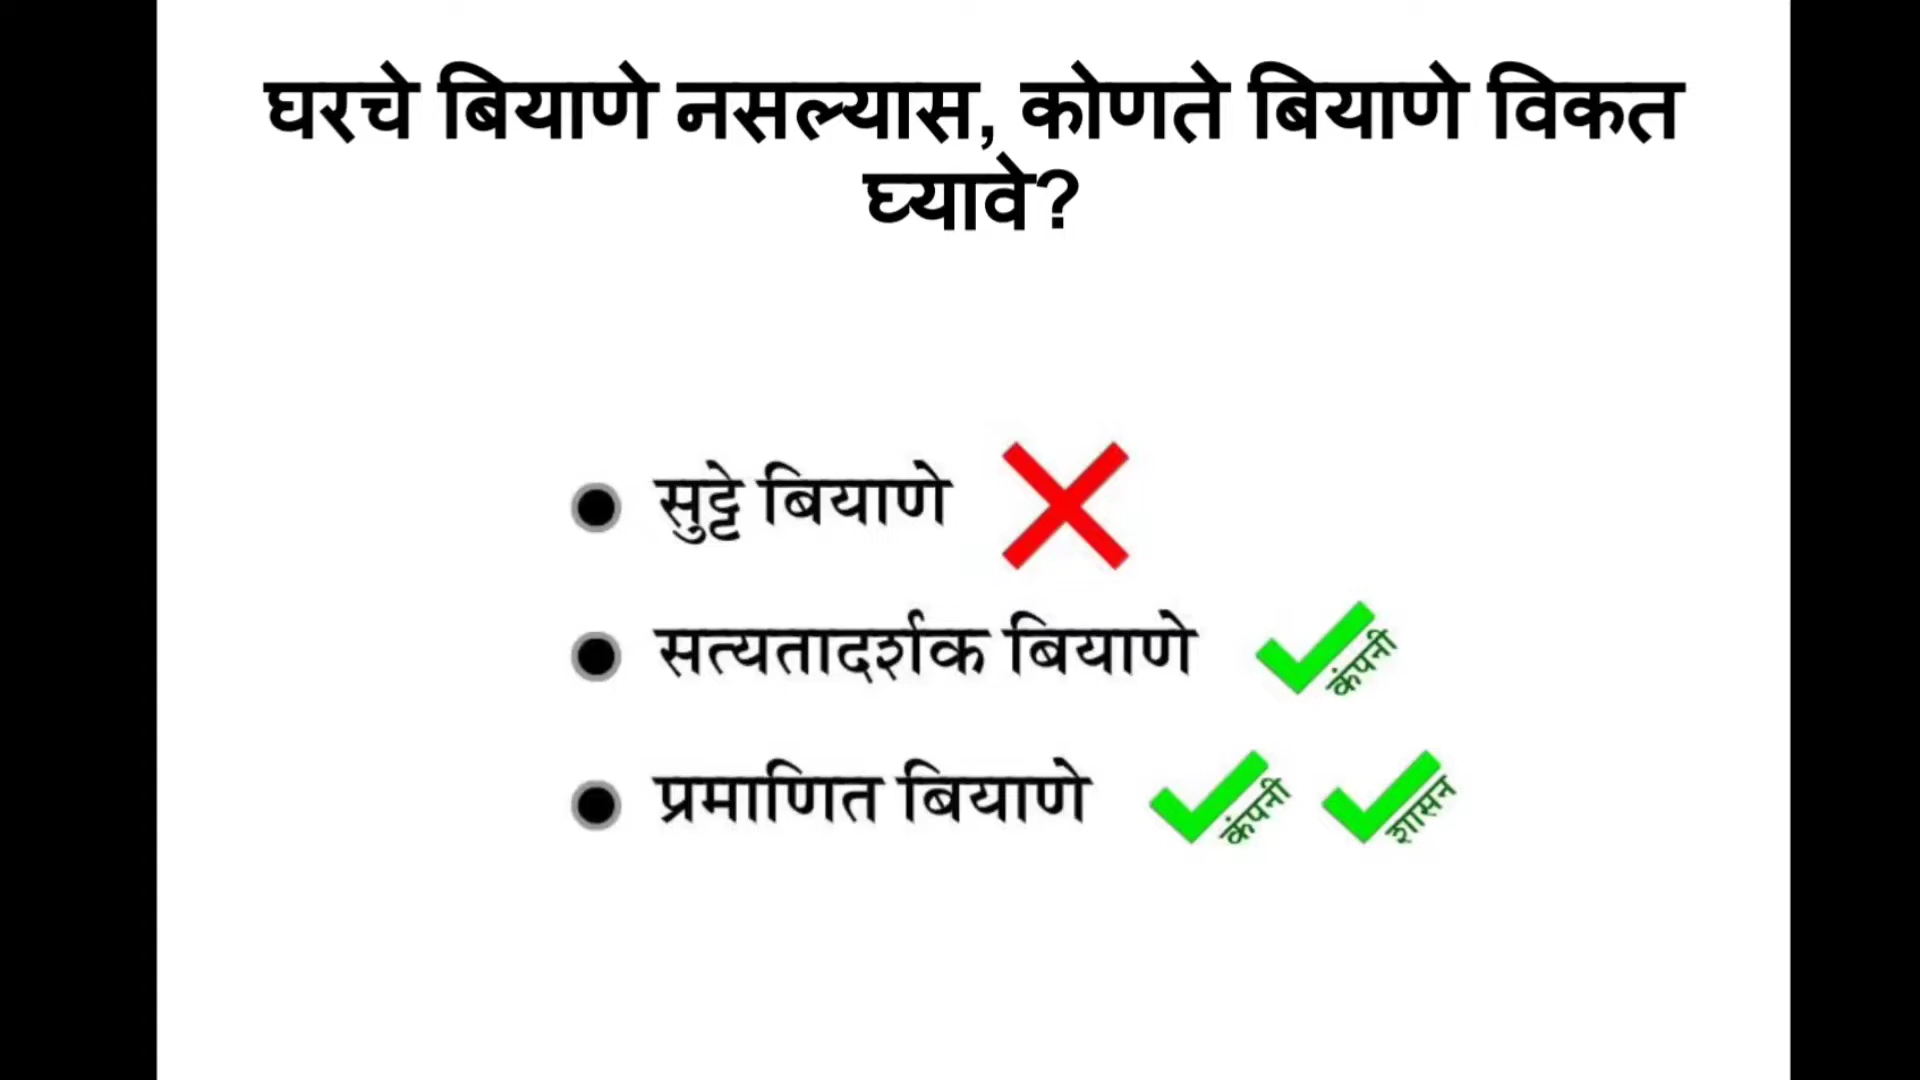 घरचे बियाणे नसल्यास, कोणते बियाणे विकत
घ्यावे?
सुट्टे बियाणे
सत्यतादर्शक बियाणे कंपनी
प्रमाणित बियाणे कंपनी शासन